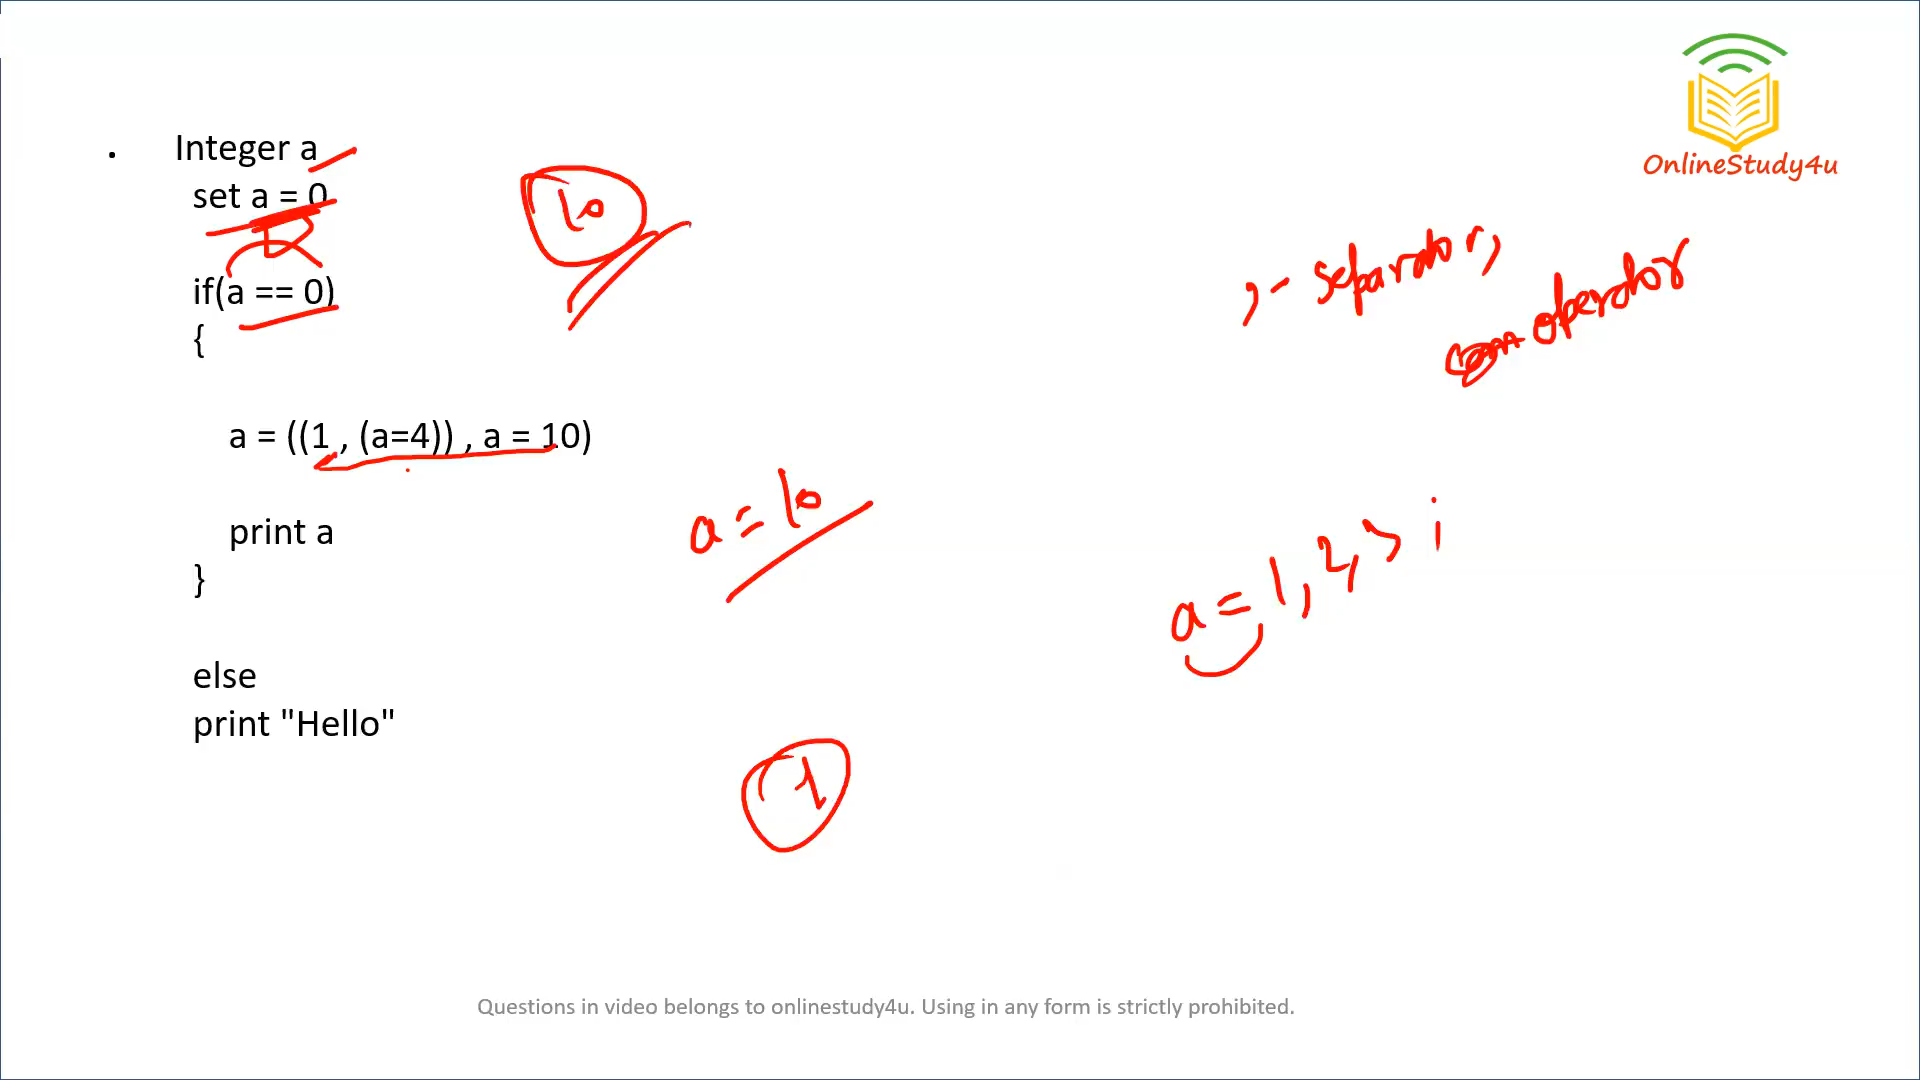 OnlineStudy4u
. Integer a
set a = 0
10
if(a == 0)
, - separator,
operator
{
a = ((1 , (a=4)) , a = 10)
a = 10
print a
a = 1, 2, 3 ;
}
else
print "Hello"
1
Questions in video belongs to onlinestudy4u. Using in any form is strictly prohibited.